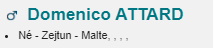 ♂ Domenico ATTARD
• Né - Zejtun - Malte, , , ,